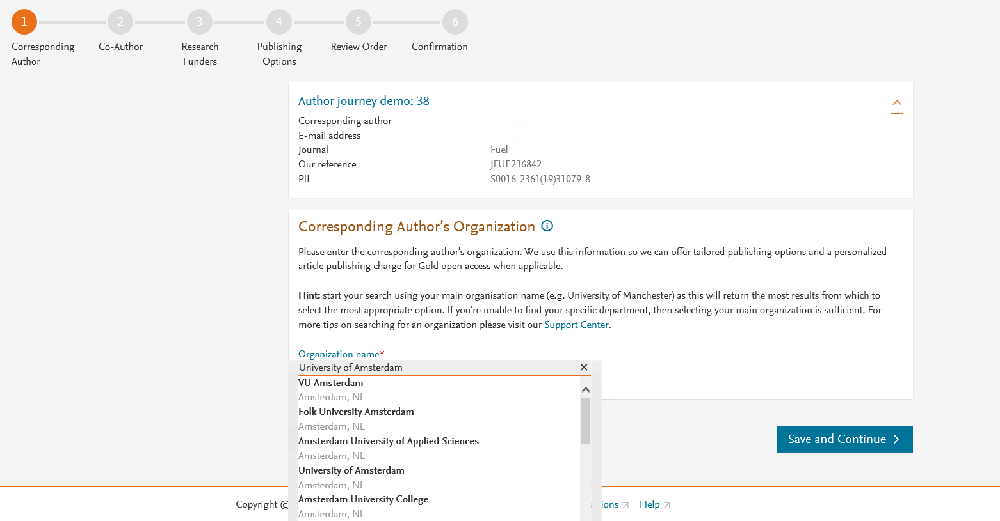 1
2
3
4
5
6
Corresponding
Author
Co-Author
Research
Funders
Publishing
Options
Review Order
Confirmation
Author journey demo: 38
Corresponding author
E-mail address
Journal Fuel
Our reference JFUE236842
PII S0016-2361(19)31079-8
Corresponding Author’s Organization
Please enter the corresponding author's organization. We use this information so we can offer tailored publishing options and a personalized
article publishing charge for Gold open access when applicable.
Hint: start your search using your main organisation name (e.g. University of Manchester) as this will return the most results from which to
select the most appropriate option. If you're unable to find your specific department, then selecting your main organization is sufficient. For
more tips on searching for an organization please visit our Support Center.
Organization name*
University of Amsterdam
VU Amsterdam
Amsterdam, NL
Folk University Amsterdam
Amsterdam, NL
Amsterdam University of Applied Sciences
Amsterdam, NL
University of Amsterdam
Amsterdam, NL
Amsterdam University College
Amsterdam, NL
Save and Continue
Copyright © ions Help